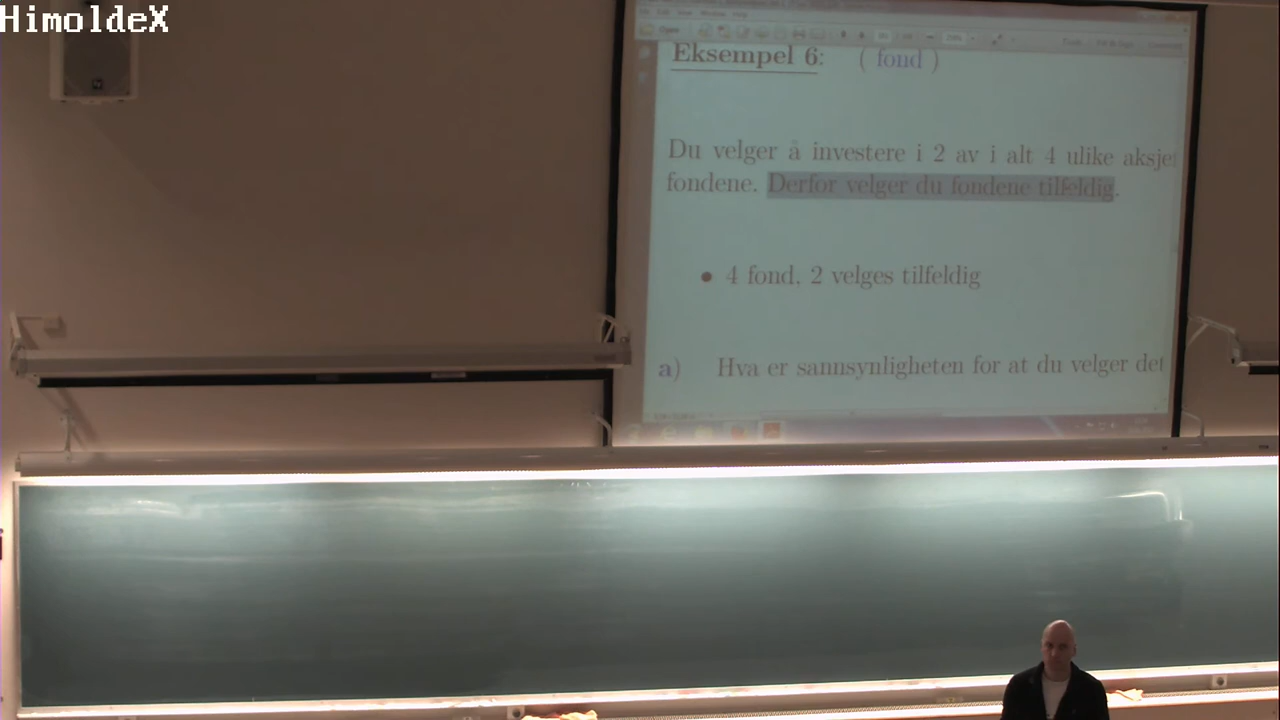 HimoldeX
Eksempel 6: ( fond )
Du velger å investere i 2 av i alt 4 ulike aksje
fondene. Derfor velger du fondene tilfeldig.
• 4 fond, 2 velges tilfeldig
a) Hva er sannsynligheten for at du velger det